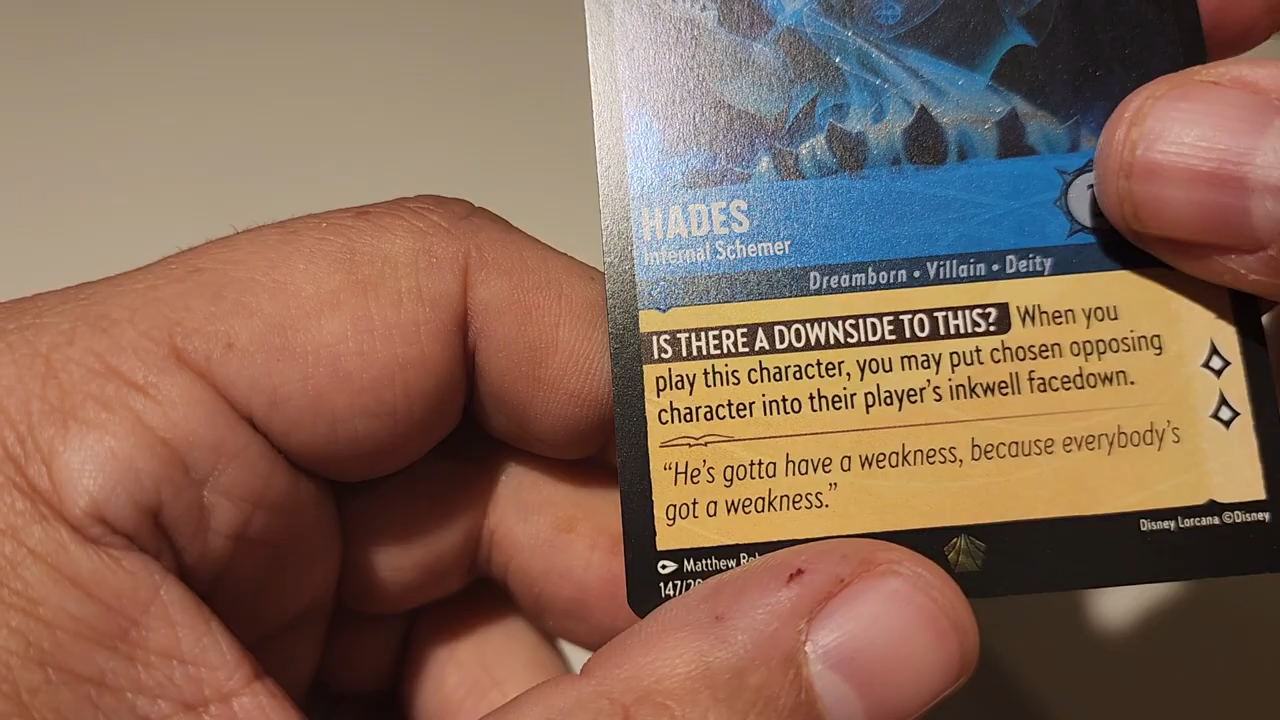 HADES
Infernal Schemer
Dreamborn • Villain • Deity
IS THERE A DOWNSIDE TO THIS? When you
play this character, you may put chosen opposing
character into their player's inkwell facedown.
“He's gotta have a weakness, because everybody's
got a weakness.”
Disney Lorcana ©Disney
Matthew
147/